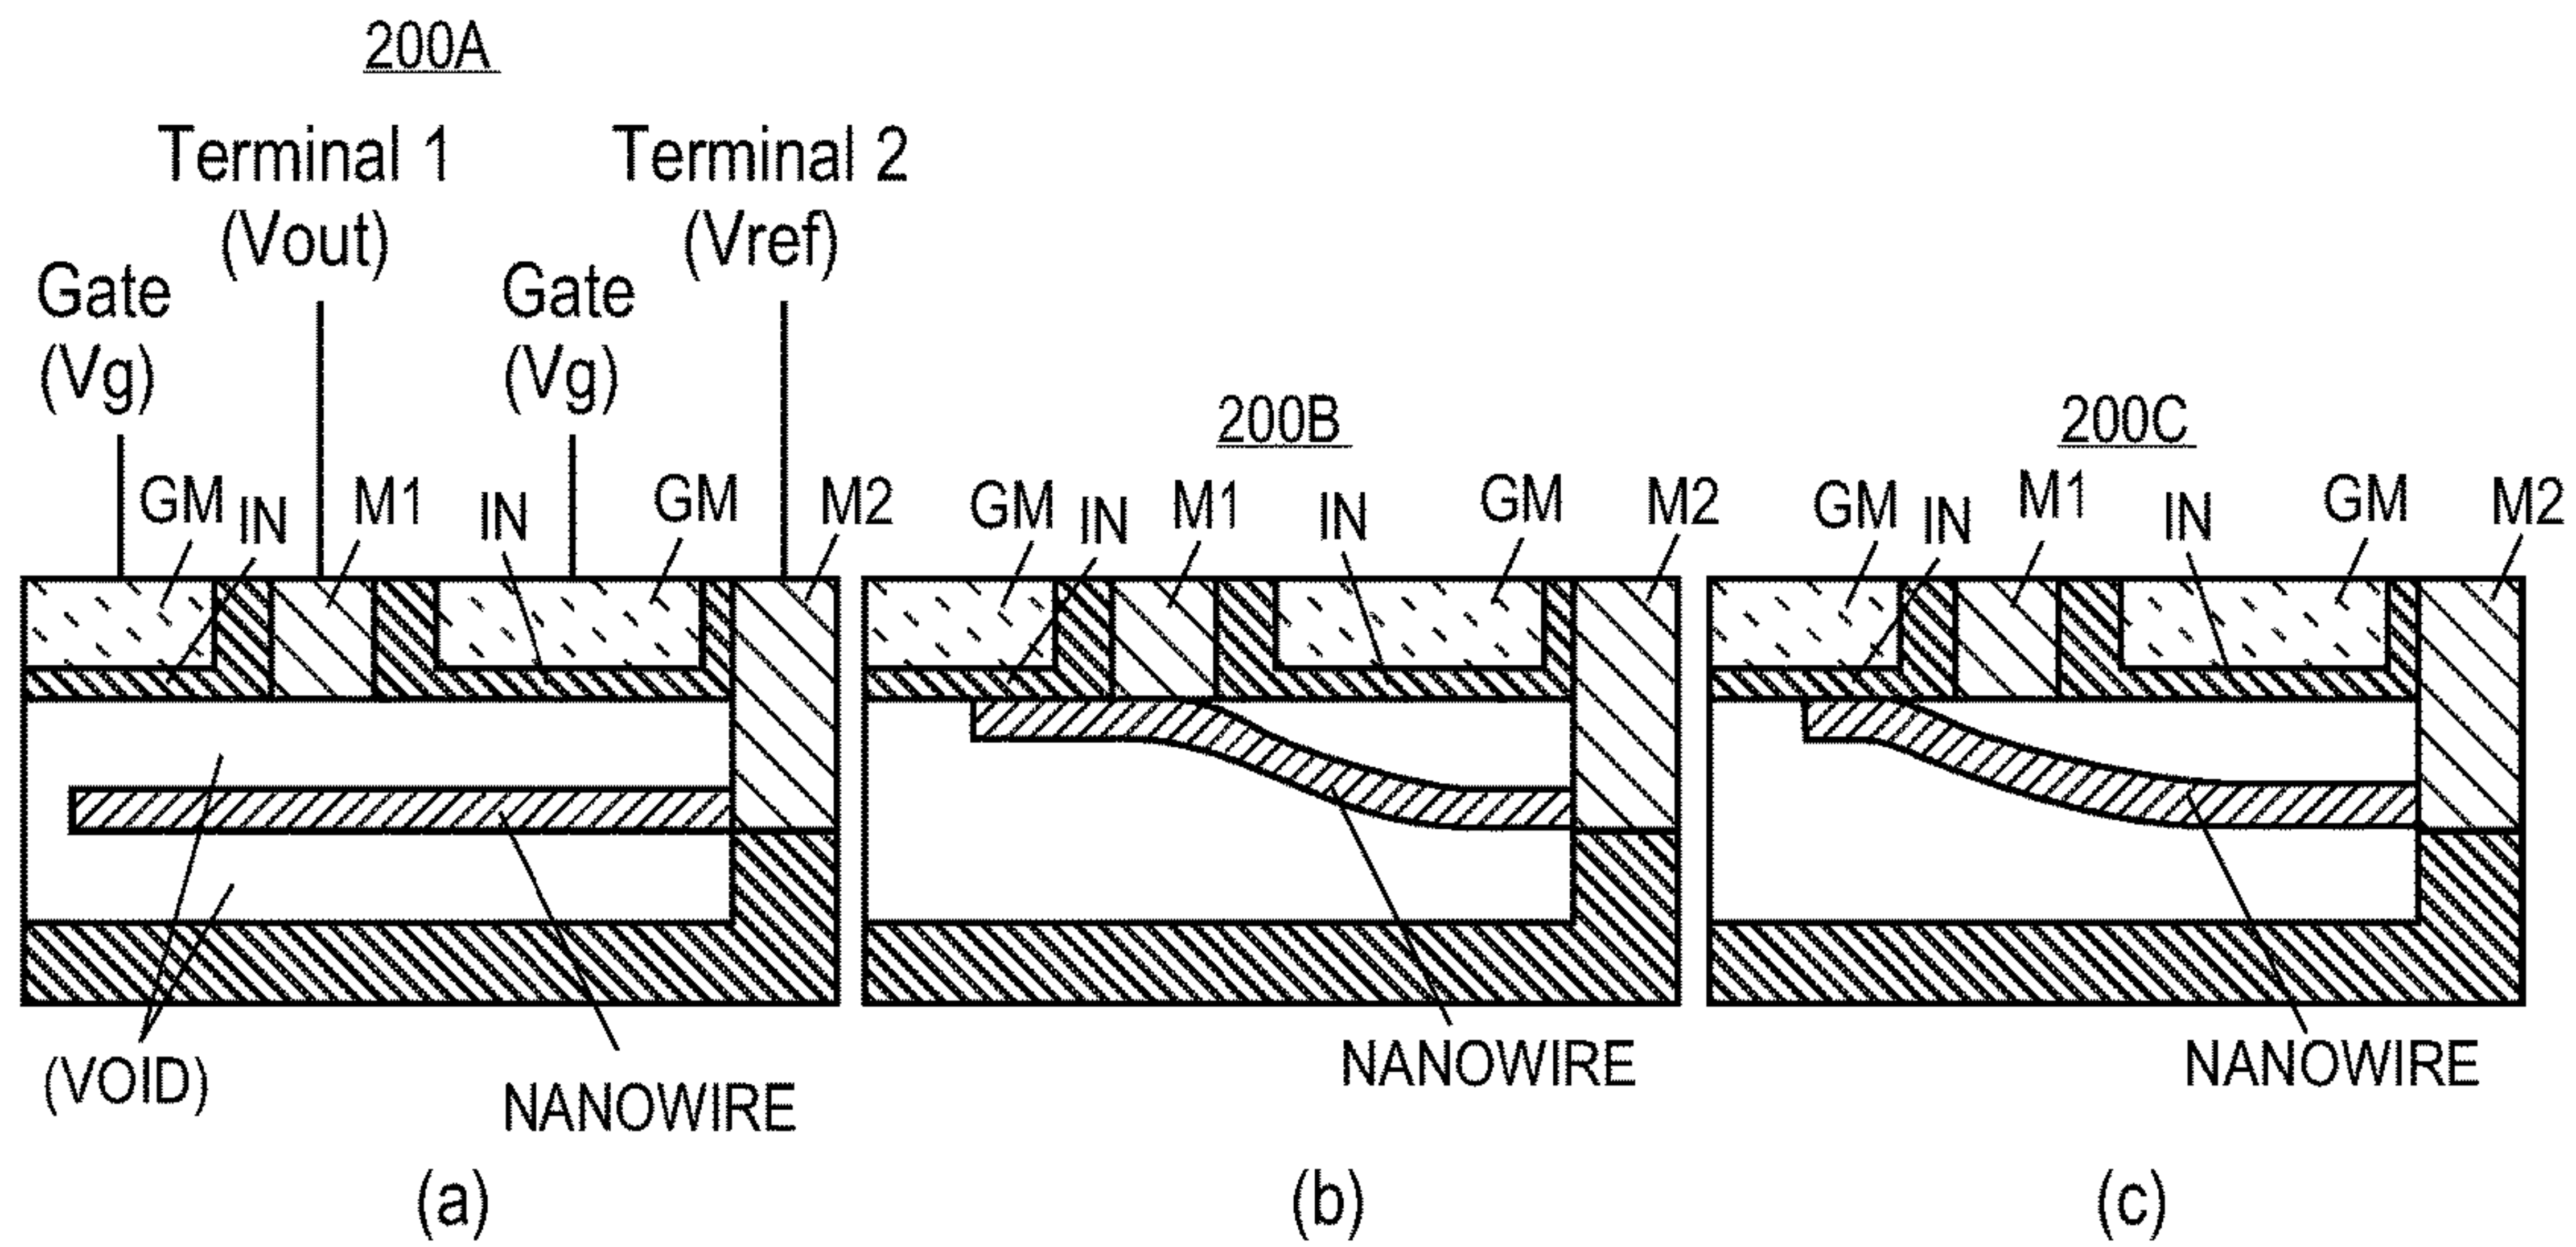 200A
Terminal 1
(Vout)
Terminal 2
(Vref)
Gate
(Vg)
Gate
(Vg)
GM IN M1 IN GM M2
(VOID)
NANOWIRE
(a)
200B
GM IN M1 IN GM M2
NANOWIRE
(b)
200C
GM IN M1 IN GM M2
NANOWIRE
(c)